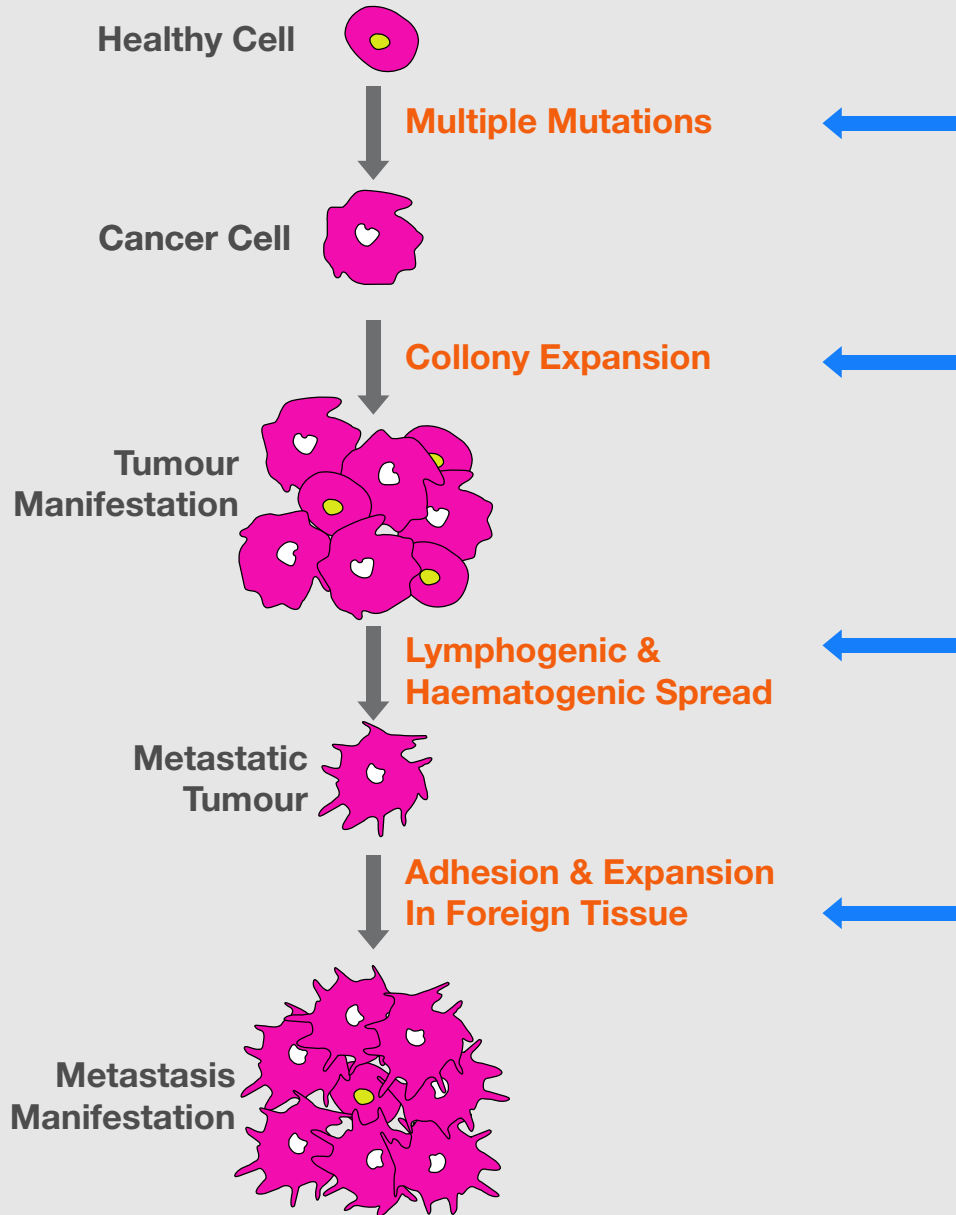 Healthy Cell
Multiple Mutations
Cancer Cell
Collony Expansion
Tumour
Manifestation
Lymphogenic &
Haematogenic Spread
Metastatic
Tumour
Adhesion & Expansion
In Foreign Tissue
Metastasis
Manifestation